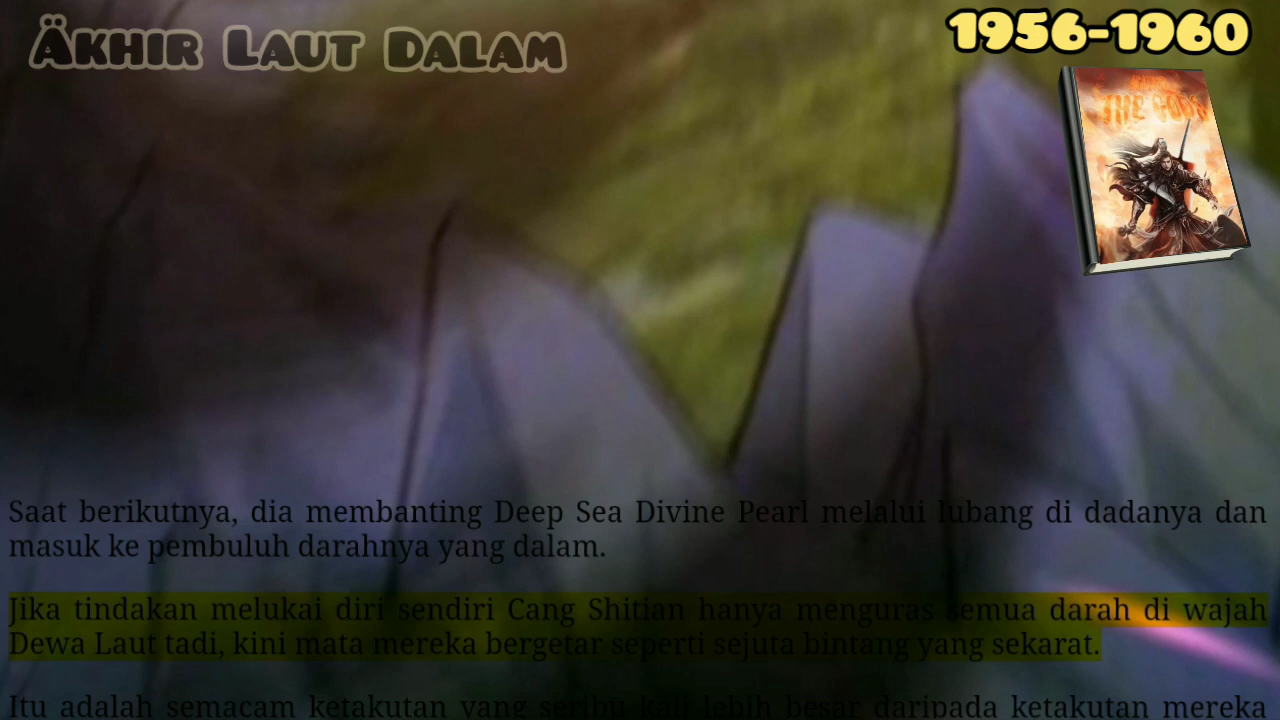 Äkhir Laut Dalam
1956-1960
THE GODS
Saat berikutnya, dia membanting Deep Sea Divine Pearl melalui lubang di dadanya dan
masuk ke pembuluh darahnya yang dalam.
Jika tindakan melukai diri sendiri Cang Shitian hanya menguras semua darah di wajah
Dewa Laut tadi, kini mata mereka bergetar seperti sejuta bintang yang sekarat.
Itu adalah semacam ketakutan yang seribu kali lebih besar daripada ketakutan mereka